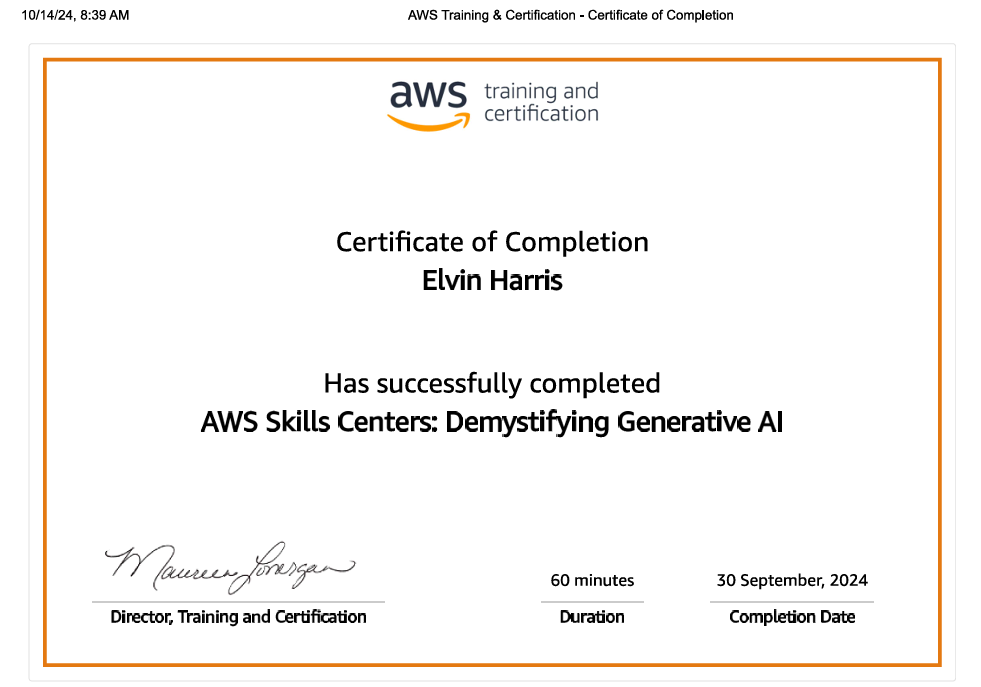 10/14/24, 8:39 AM
AWS Training & Certification - Certificate of Completion
aws training and
certification
Certificate of Completion
Elvin Harris
Has successfully completed
AWS Skills Centers: Demystifying Generative AI
Maureen Lonergan
60 minutes
30 September, 2024
Director, Training and Certification
Duration
Completion Date